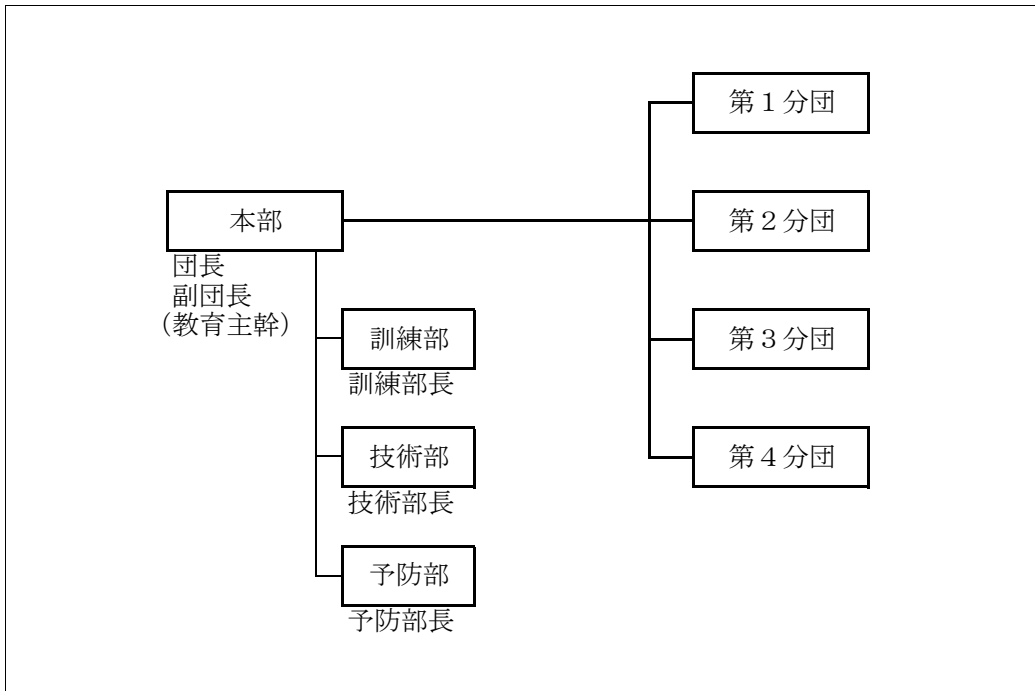 第１分団
本部
第２分団
団長
副団長
（教育主幹）
訓練部
第３分団
訓練部長
技術部
第４分団
技術部長
予防部
予防部長